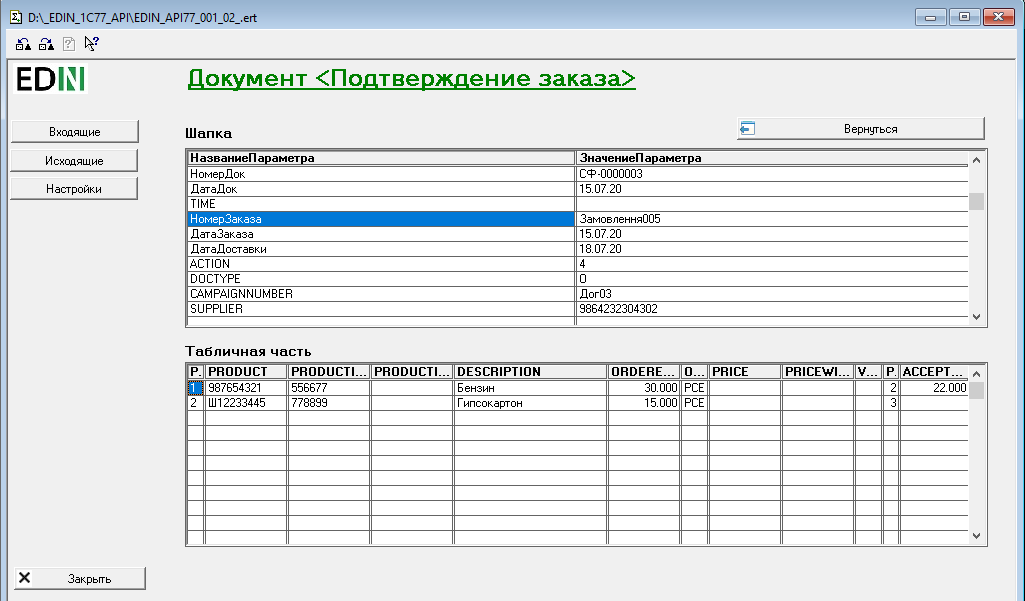 D:\_EDIN_1C77_API\EDIN_API77_001_02_.ert
EDIN
Документ <Подтверждение заказа>
Входящие
Исходящие
Настройки
Шапка
Вернуться
НазваниеПараметра ЗначениеПараметра
НомерДок СФ-0000003
ДатаДок 15.07.20
TIME
НомерЗаказа Замовлення005
ДатаЗаказа 15.07.20
ДатаДоставки 18.07.20
ACTION 4
DOCTYPE O
CAMPAIGNNUMBER Дог03
SUPPLIER 9864232304302
Табличная часть
P. PRODUCT PRODUCTI... PRODUCTI... DESCRIPTION ORDERE... O... PRICE PRICEWI... V... P. ACCEPT...
1 987654321 556677 Бензин 30.000 PCE 2 22.000
2 Ш12233445 778899 Гипсокартон 15.000 PCE 3
Закрыть